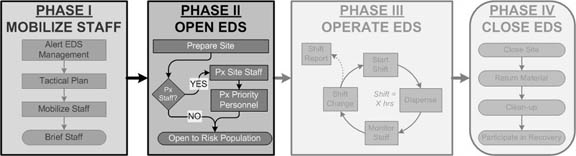 PHASE I
MOBILIZE STAFF
Alert EDS
Management
Tactical Plan
Mobilize Staff
Brief Staff
PHASE II
OPEN EDS
Prepare Site
Px
Staff?
YES
Px Site Staff
Px Priority
Personnel
NO
Open to Risk Population
PHASE III
OPERATE EDS
Shift
Report
Start
Shift
Shift
Change
Shift =
X hrs
Dispense
Monitor
Staff
PHASE IV
CLOSE EDS
Close Site
Return Material
Clean-up
Participate in Recovery